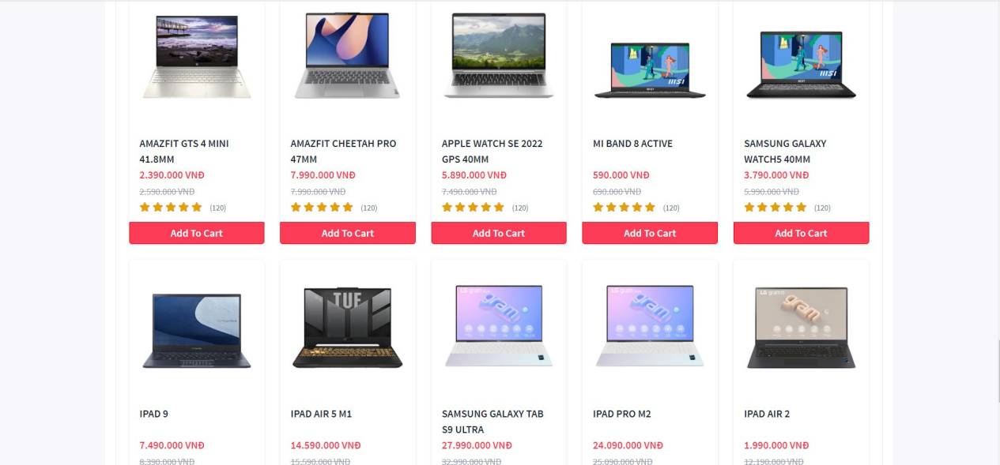 msi
msi
AMAZFIT GTS 4 MINI
41.8MM
2.390.000 VNĐ
2.590.000 VNĐ
(120)
Add To Cart
AMAZFIT CHEETAH PRO
47MM
7.990.000 VNĐ
7.990.000 VNĐ
(120)
Add To Cart
APPLE WATCH SE 2022
GPS 40MM
5.890.000 VNĐ
7.490.000 VNĐ
(120)
Add To Cart
MI BAND 8 ACTIVE
590.000 VNĐ
690.000 VNĐ
(120)
Add To Cart
SAMSUNG GALAXY
WATCH5 40MM
3.790.000 VNĐ
5.990.000 VNĐ
(120)
Add To Cart
TUF
LG gram
gram
LG gram
gram
LG gram
gram
IPAD 9
7.490.000 VNĐ
8.390.000 VNĐ
IPAD AIR 5 M1
14.590.000 VNĐ
15.590.000 VNĐ
SAMSUNG GALAXY TAB
S9 ULTRA
27.990.000 VNĐ
32.990.000 VNĐ
IPAD PRO M2
24.090.000 VNĐ
25.090.000 VNĐ
IPAD AIR 2
1.990.000 VNĐ
12.190.000 VNĐ